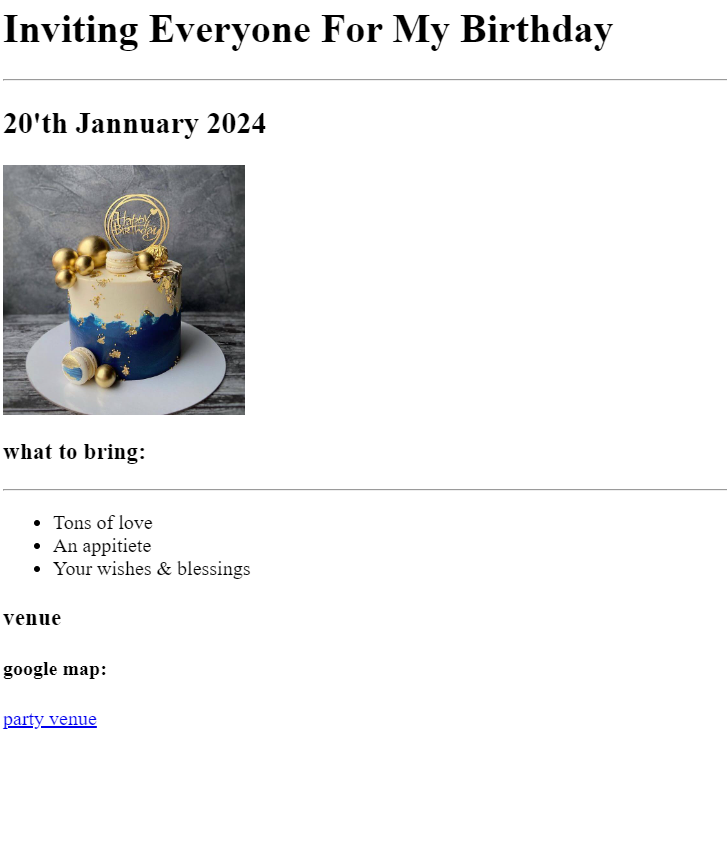 Inviting Everyone For My Birthday
20'th Jannuary 2024
Happy
Birthday
what to bring:
Tons of love
An appitiete
Your wishes & blessings
venue
google map:
party venue